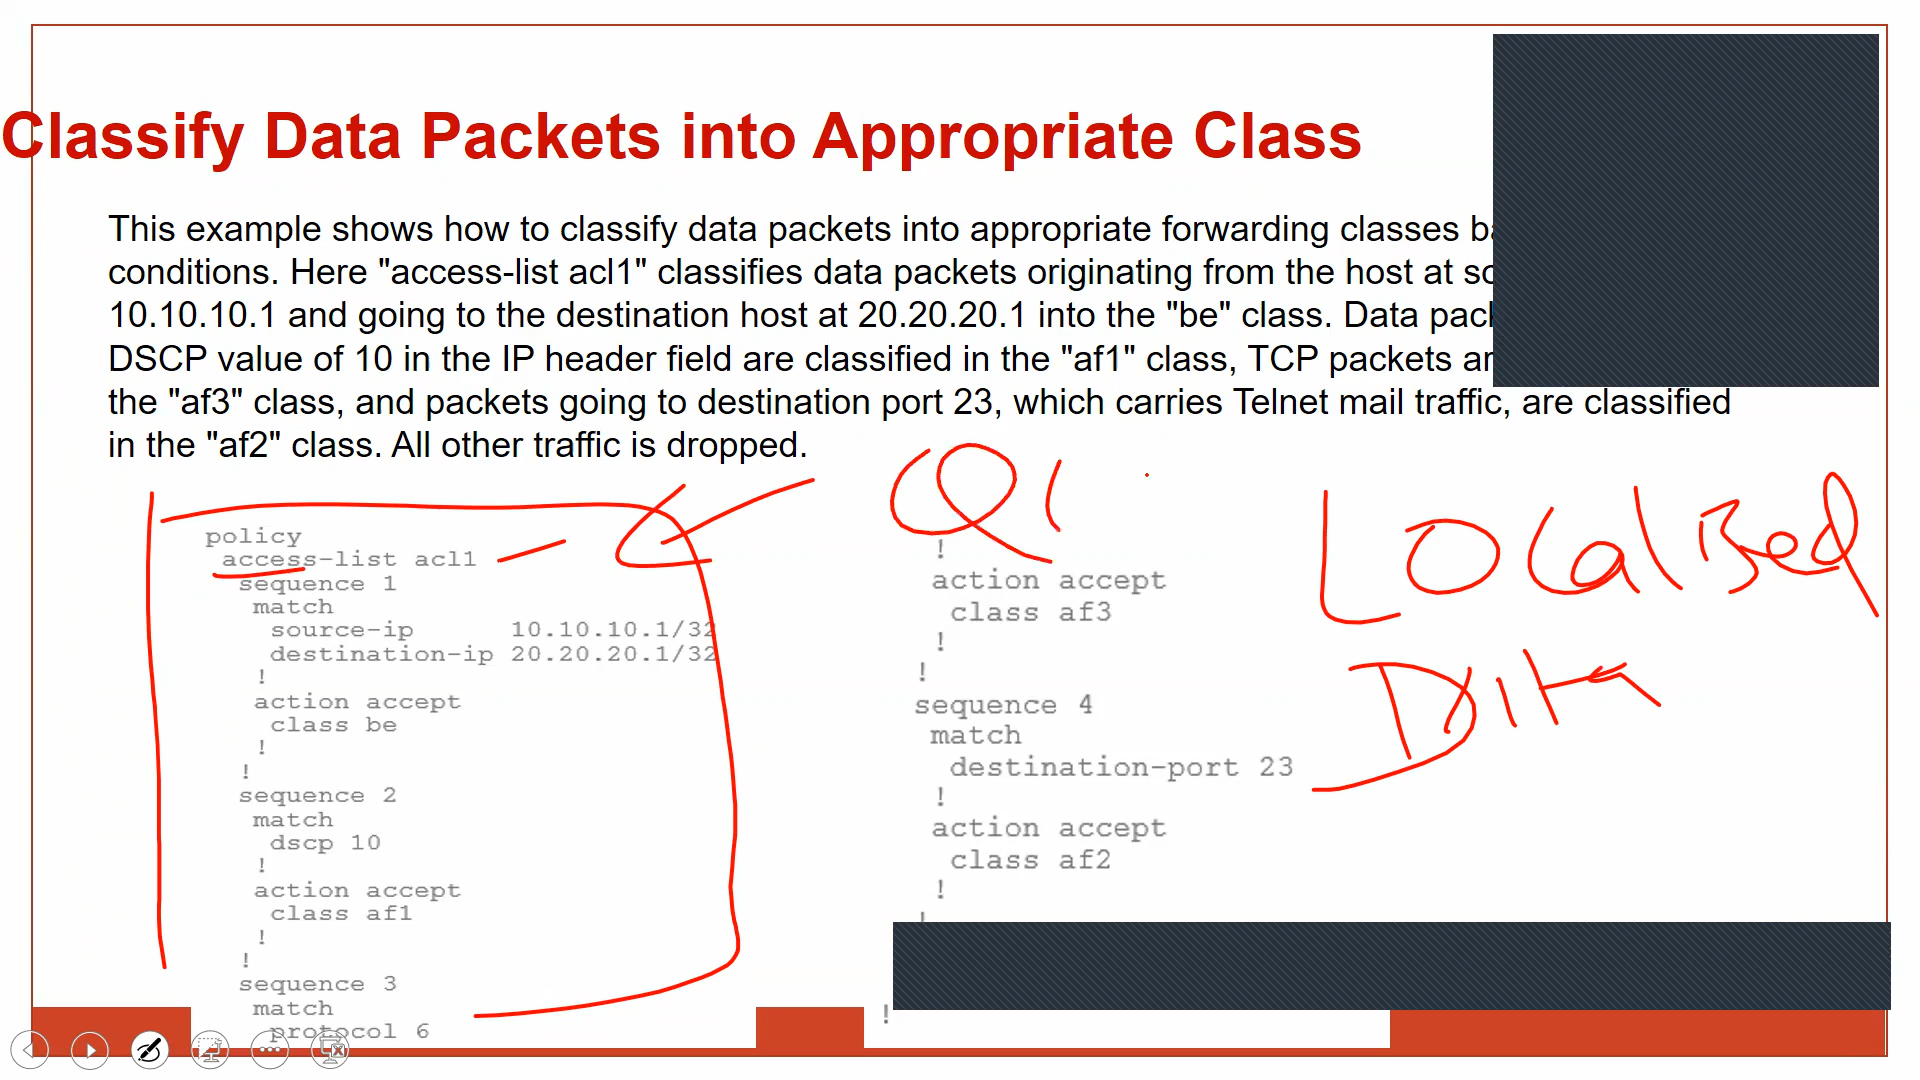 Classify Data Packets into Appropriate Class
This example shows how to classify data packets into appropriate forwarding classes
conditions. Here "access-list acl1" classifies data packets originating from the host at
10.10.10.1 and going to the destination host at 20.20.20.1 into the "be" class. Data
DSCP value of 10 in the IP header field are classified in the "af1" class, TCP packets
the "af3" class, and packets going to destination port 23, which carries Telnet mail traffic, are classified
in the "af2" class. All other traffic is dropped.
policy
access-list acl1
sequence 1
match
source-ip 10.10.10.1/32
destination-ip 20.20.20.1/32
!
action accept
class be
!
!
sequence 2
match
dscp 10
!
action accept
class af1
!
!
sequence 3
match
protocol 6
!
action accept
class af3
!
!
sequence 4
match
destination-port 23
!
action accept
class af2
!
!
!
Localised